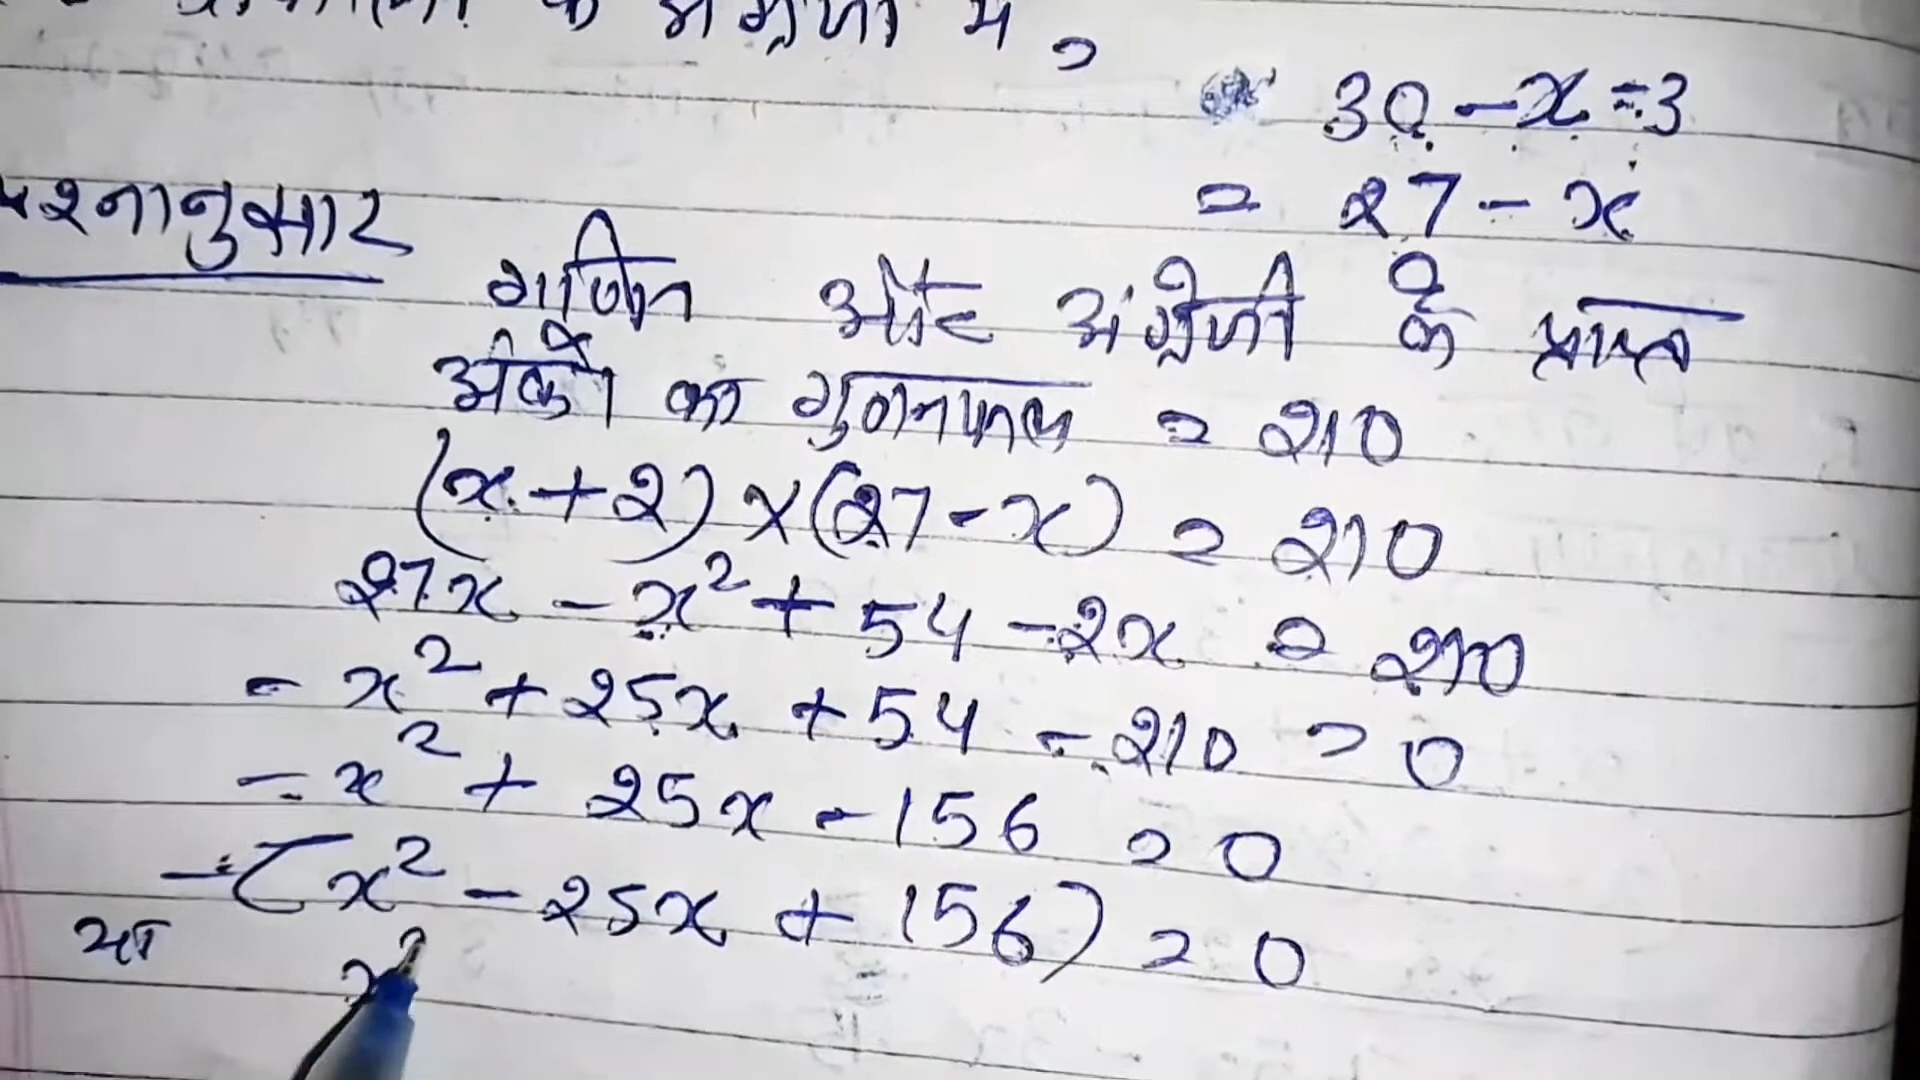 के अंग्रेजी में,
30 - x - 3
= 27 - x
प्रश्नानुसार
गणित और अंग्रेजी के प्राप्त
अंकों का गुणनफल = 210
(x + 2) × (27 - x) = 210
27x - x² + 54 - 2x = 210
- x² + 25x + 54 - 210 = 0
- x² + 25x - 156 = 0
- (x² - 25x + 156) = 0
या x²